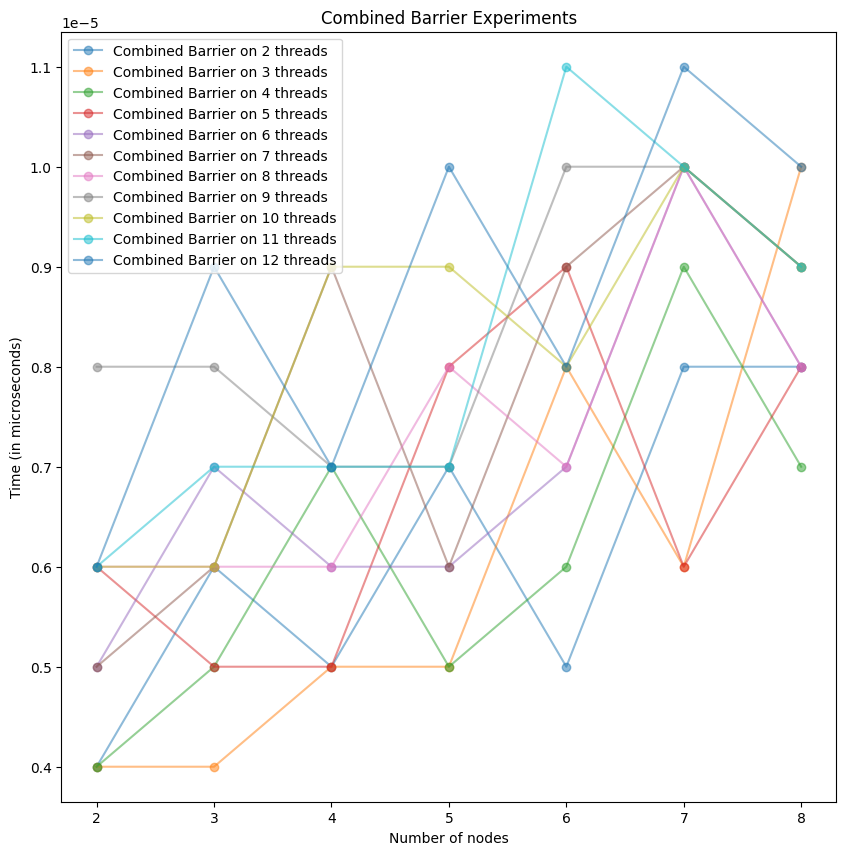 Combined Barrier Experiments
1e−5
Combined Barrier on 2 threads
Combined Barrier on 3 threads
Combined Barrier on 4 threads
Combined Barrier on 5 threads
Combined Barrier on 6 threads
Combined Barrier on 7 threads
Combined Barrier on 8 threads
Combined Barrier on 9 threads
Combined Barrier on 10 threads
Combined Barrier on 11 threads
Combined Barrier on 12 threads
1.1
1.0
0.9
0.8
0.7
0.6
0.5
0.4
Time (in microseconds)
2 3 4 5 6 7 8
Number of nodes